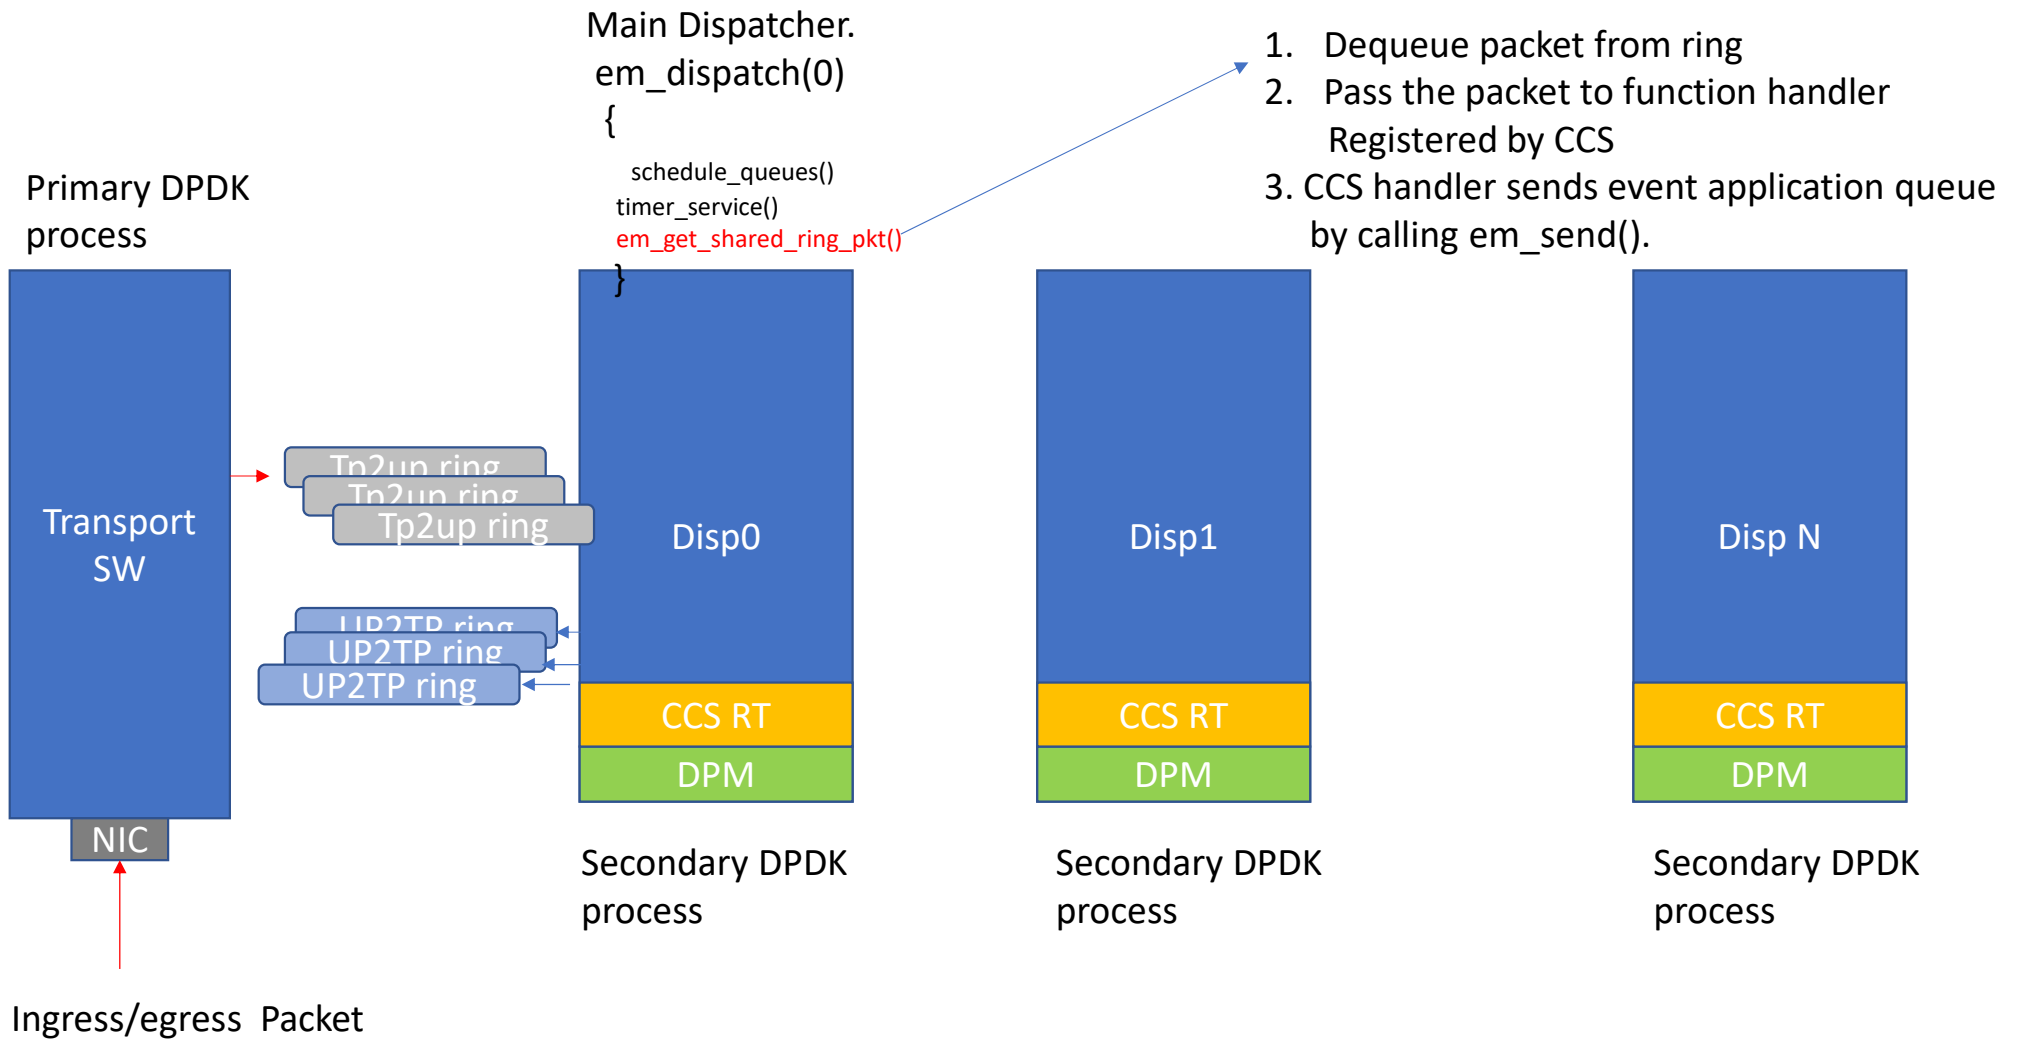 Main Dispatcher.
em_dispatch(0)
{
schedule_queues()
timer_service()
em_get_shared_ring_pkt()
}
1. Dequeue packet from ring
2. Pass the packet to function handler
Registered by CCS
3. CCS handler sends event application queue
by calling em_send().
Primary DPDK
process
Transport
SW
NIC
Ingress/egress Packet
Tp2up ring
Tp2up ring
Tp2up ring
UP2TP ring
UP2TP ring
UP2TP ring
Disp0
CCS RT
DPM
Secondary DPDK
process
Disp1
CCS RT
DPM
Secondary DPDK
process
Disp N
CCS RT
DPM
Secondary DPDK
process